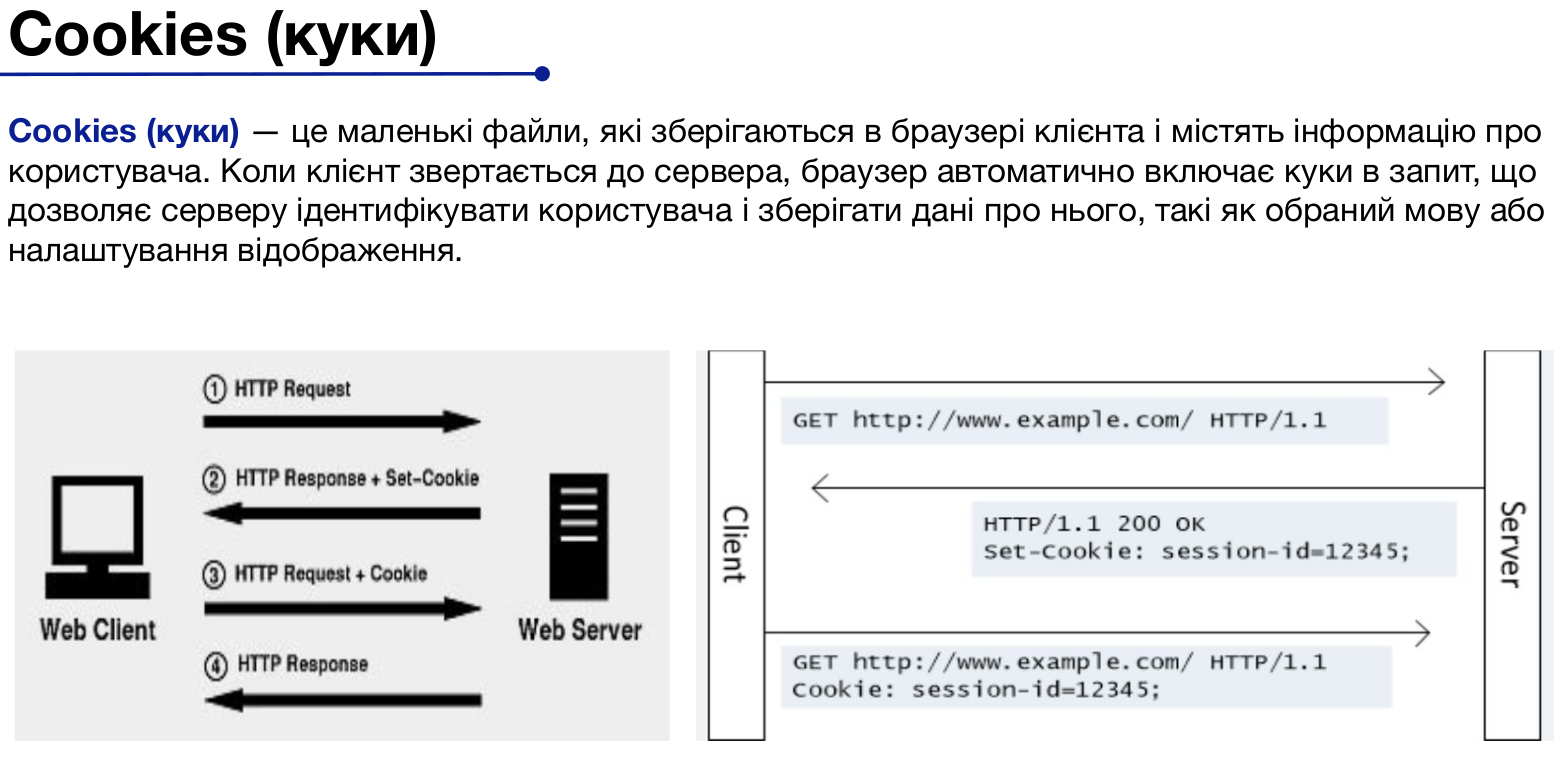 Cookies (куки)
Cookies (куки) — це маленькі файли, які зберігаються в браузері клієнта і містять інформацію про
користувача. Коли клієнт звертається до сервера, браузер автоматично включає куки в запит, що
дозволяє серверу ідентифікувати користувача і зберігати дані про нього, такі як обраний мову або
налаштування відображення.
1 HTTP Request
2 HTTP Response + Set-Cookie
3 HTTP Request + Cookie
4 HTTP Response
Web Client
Web Server
Client
GET http://www.example.com/ HTTP/1.1
HTTP/1.1 200 OK
Set-Cookie: session-id=12345;
GET http://www.example.com/ HTTP/1.1
Cookie: session-id=12345;
Server